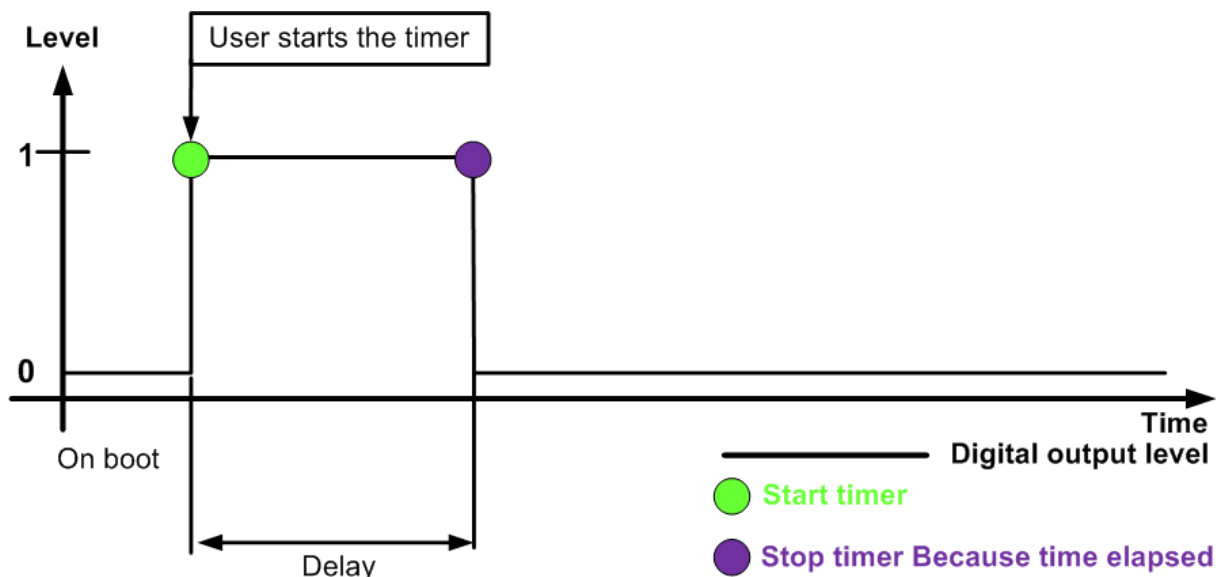 User starts the timer
Level
1
0
Time
On boot
Digital output level
Start timer
Delay
Stop timer Because time elapsed